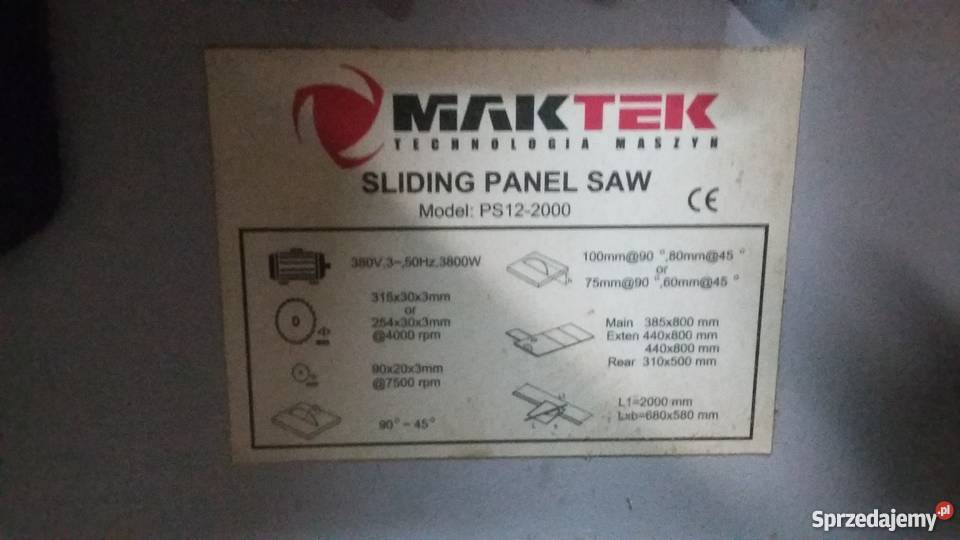 MAKTEK
TECHNOLOGIA MASZYN
SLIDING PANEL SAW
Model: PS12-2000
CE
380V,3~,50Hz,3800W
315x30x3mm
or
254x30x3mm
@4000 rpm
D
90x20x3mm
@7500 rpm
90° ~ 45°
100mm@90 °,80mm@45 °
or
75mm@90 °,60mm@45 °
Main 385x800 mm
Exten 440x800 mm
440x800 mm
Rear 310x500 mm
L1=2000 mm
Lxb=680x580 mm
Sprzedajemy.pl